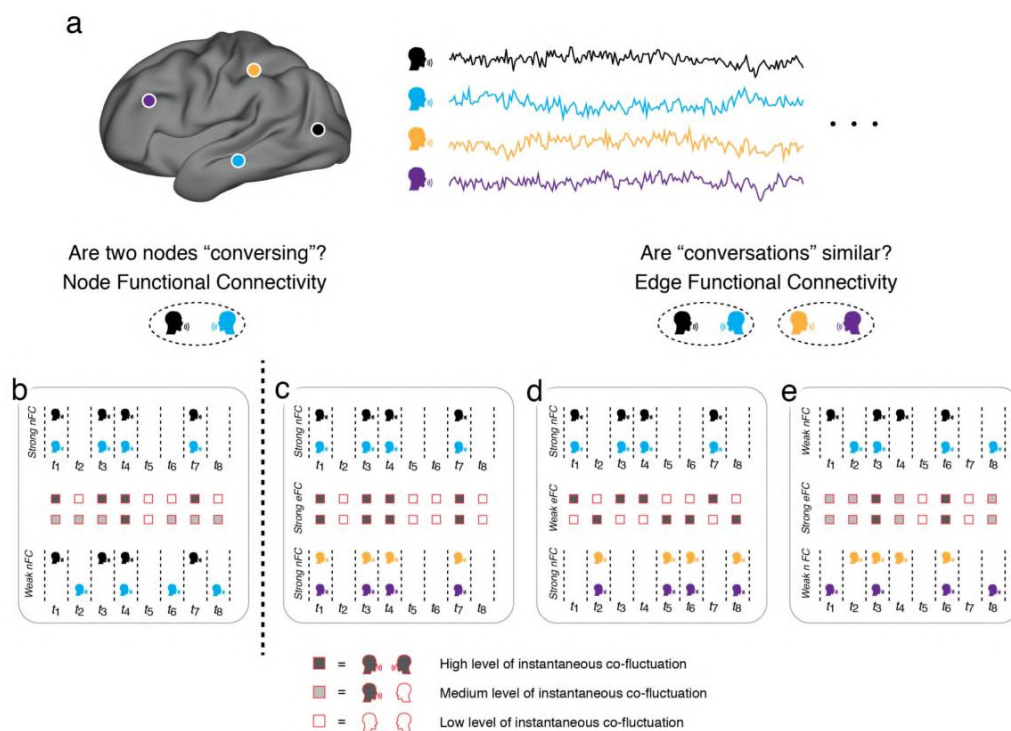 a
Are two nodes “conversing”?
Node Functional Connectivity
Are “conversations” similar?
Edge Functional Connectivity
b
Strong nFC
t1 t2 t3 t4 t5 t6 t7 t8
Weak nFC
t1 t2 t3 t4 t5 t6 t7 t8
c
Strong nFC
t1 t2 t3 t4 t5 t6 t7 t8
Strong eFC
Strong nFC
t1 t2 t3 t4 t5 t6 t7 t8
d
Strong nFC
t1 t2 t3 t4 t5 t6 t7 t8
Weak eFC
Strong nFC
t1 t2 t3 t4 t5 t6 t7 t8
e
Weak nFC
t1 t2 t3 t4 t5 t6 t7 t8
Strong eFC
Weak n FC
t1 t2 t3 t4 t5 t6 t7 t8
= High level of instantaneous co-fluctuation
= Medium level of instantaneous co-fluctuation
= Low level of instantaneous co-fluctuation